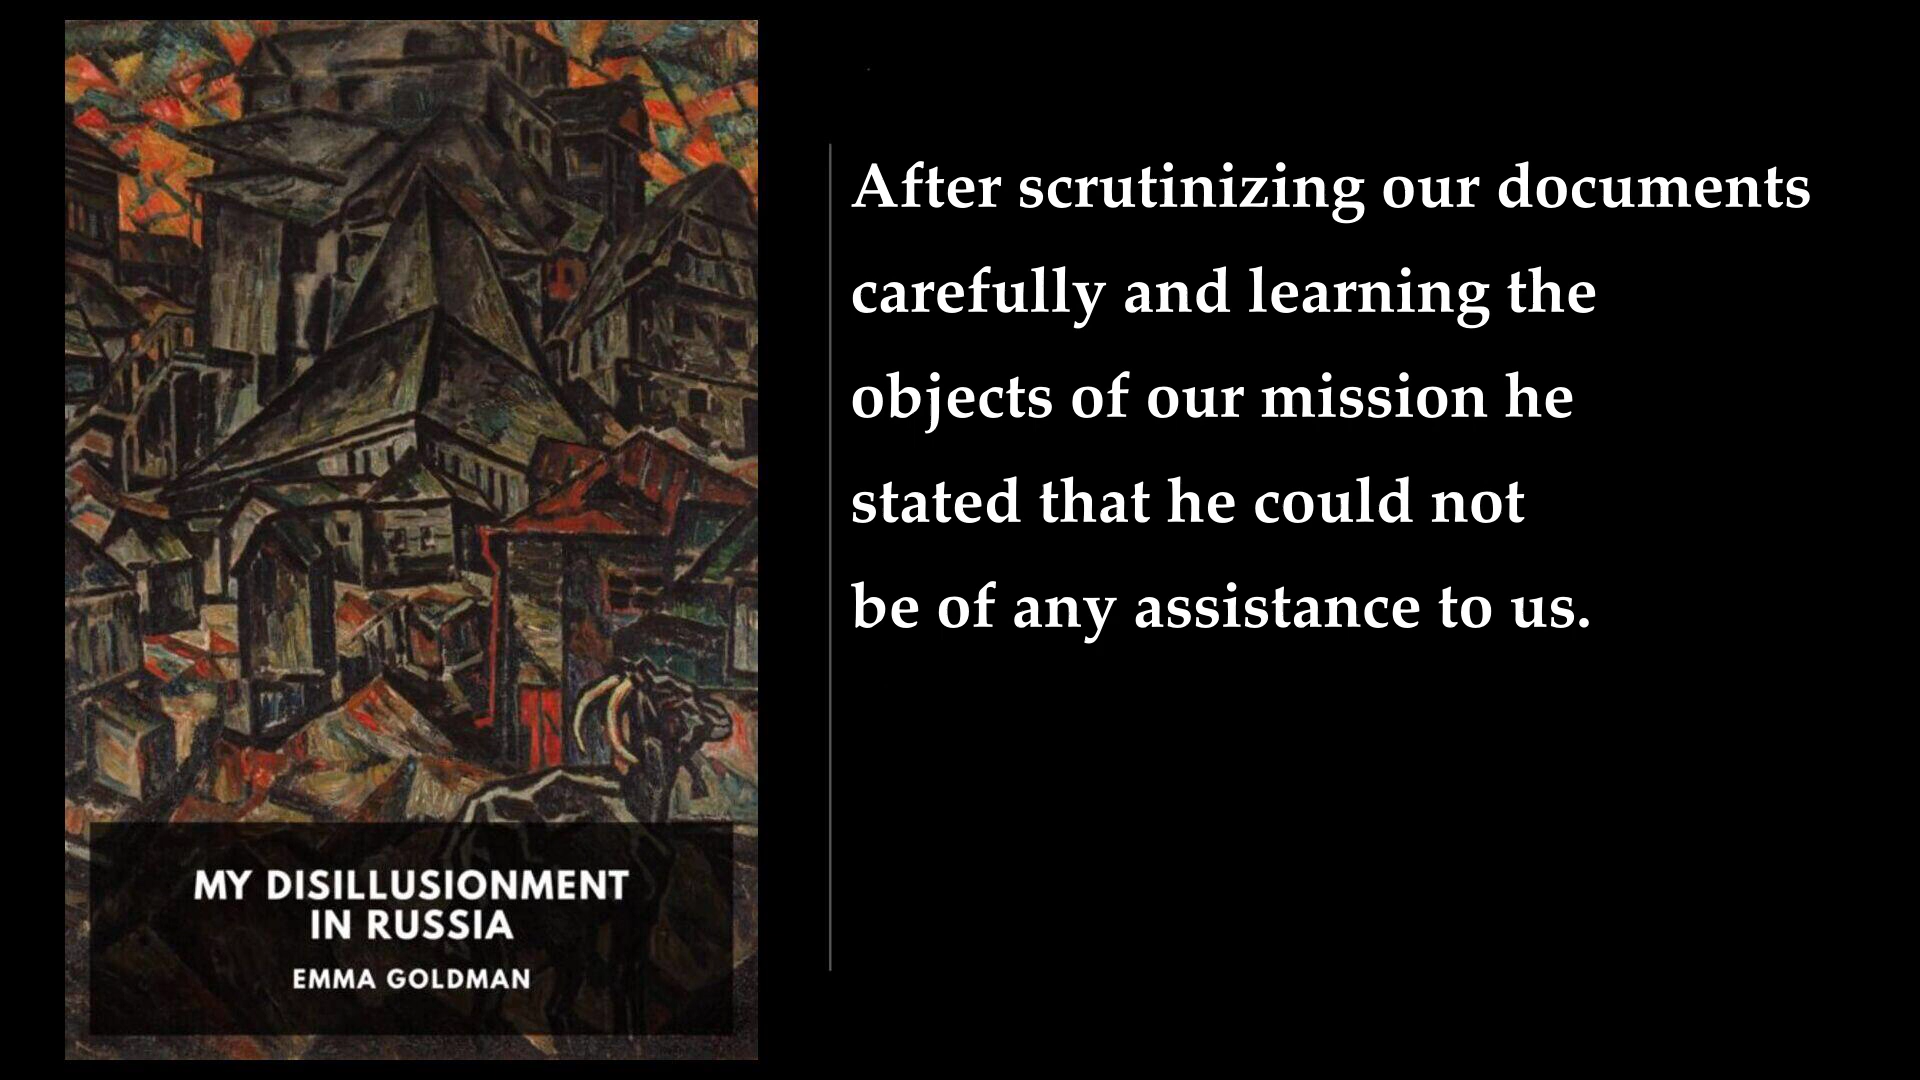 After scrutinizing our documents
carefully and learning the
objects of our mission he
stated that he could not
be of any assistance to us.
MY DISILLUSIONMENT
IN RUSSIA
EMMA GOLDMAN